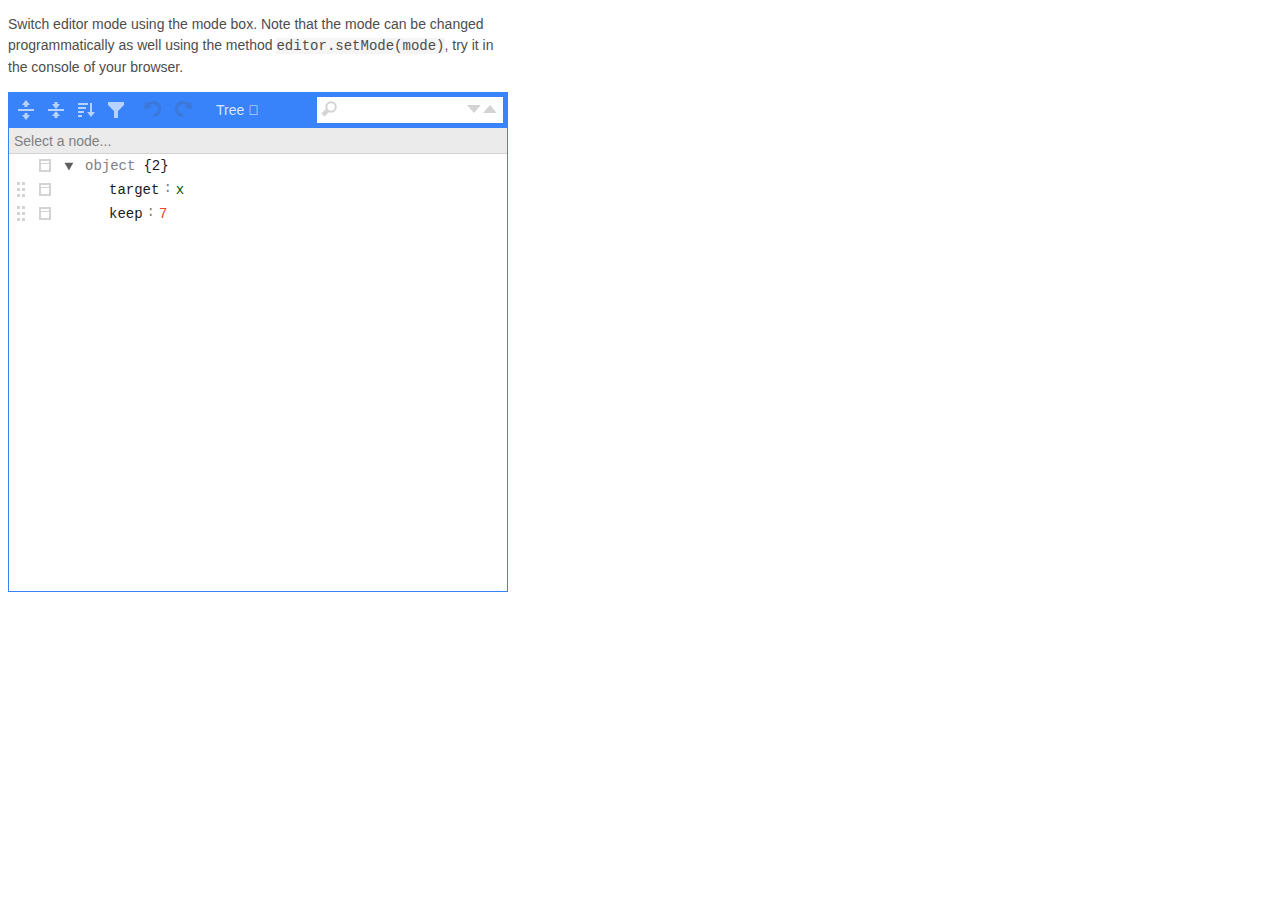 Switch editor mode using the mode box. Note that the mode can be changed
programmatically as well using the method editor.setMode(mode), try it in
the console of your browser.
Tree
Select a node...
object {2}
target : x
keep : 7